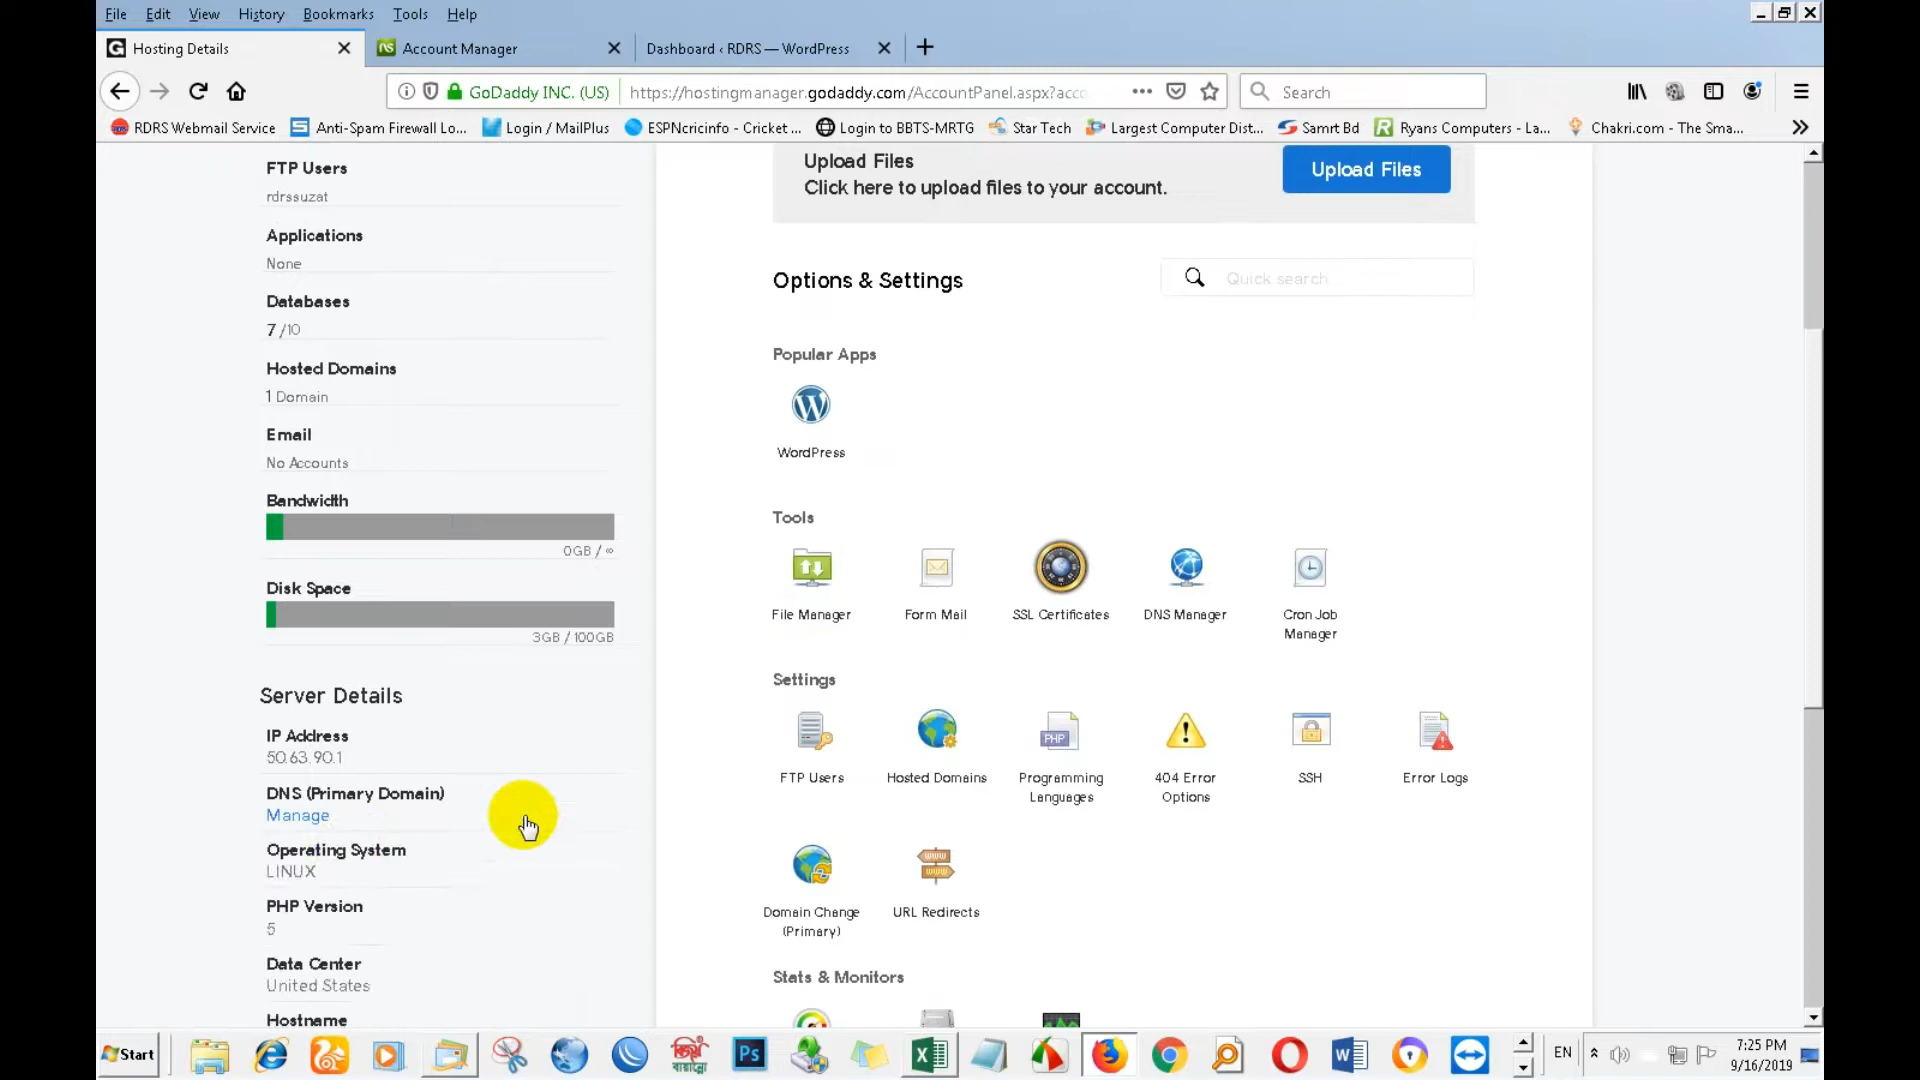 File Edit View History Bookmarks Tools Help
Hosting Details
Account Manager
Dashboard ‹ RDRS — WordPress
GoDaddy INC. (US)
https://hostingmanager.godaddy.com/AccountPanel.aspx?acco
Search
RDRS Webmail Service
Anti-Spam Firewall Lo...
Login / MailPlus
ESPNcricinfo - Cricket ...
Login to BBTS-MRTG
Star Tech
Largest Computer Dist...
Samrt Bd
Ryans Computers - La...
Chakri.com - The Sma...
FTP Users
rdrssuzat
Applications
None
Databases
7 /10
Hosted Domains
1 Domain
Email
No Accounts
Bandwidth
0GB / ∞
Disk Space
3GB / 100GB
Server Details
IP Address
50.63.90.1
DNS (Primary Domain)
Manage
Operating System
LINUX
PHP Version
5
Data Center
United States
Hostname
Upload Files
Click here to upload files to your account.
Upload Files
Options & Settings
Quick search
Popular Apps
WordPress
Tools
File Manager
Form Mail
SSL Certificates
DNS Manager
Cron Job
Manager
Settings
PHP
FTP Users
Hosted Domains
Programming
Languages
404 Error
Options
SSH
Error Logs
Domain Change
(Primary)
URL Redirects
Stats & Monitors
Start
Ps
EN
7:25 PM
9/16/2019